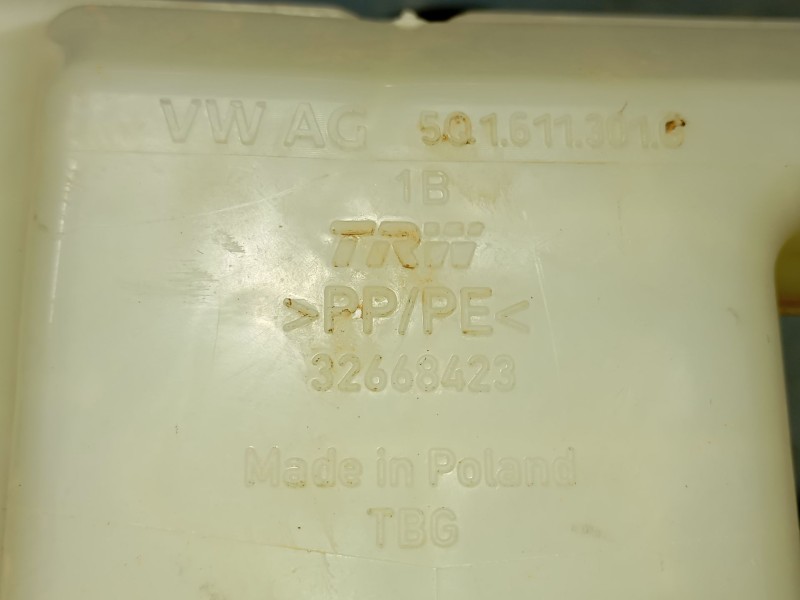 VW AG 5Q1.611.301.C
1B
TRW
>PP/PE<
32668423
Made in Poland
TBG